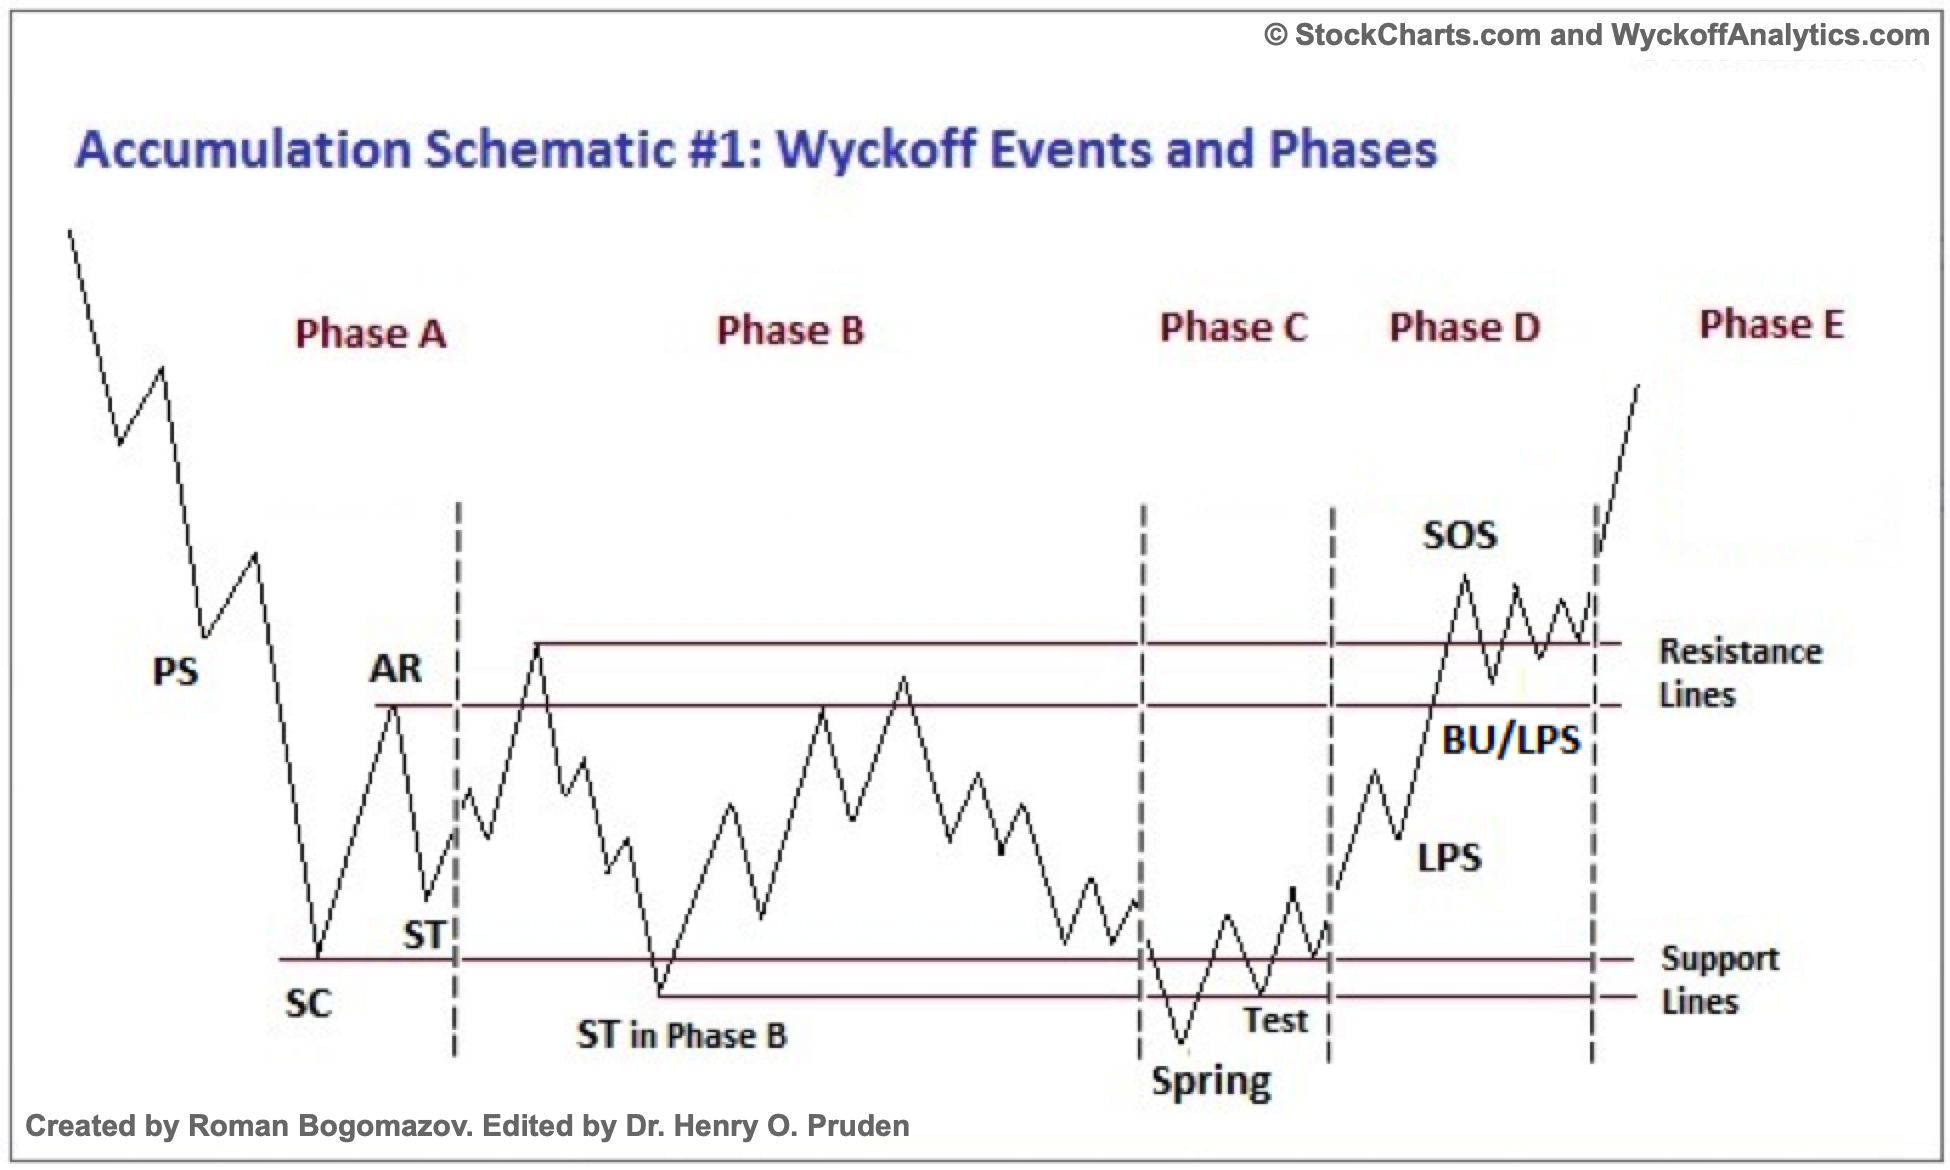 © StockCharts.com and WyckoffAnalytics.com
Accumulation Schematic #1: Wyckoff Events and Phases
Phase A
Phase B
Phase C
Phase D
Phase E
PS
SC
AR
ST
ST in Phase B
Spring
Test
LPS
SOS
BU/LPS
Resistance
Lines
Support
Lines
Created by Roman Bogomazov. Edited by Dr. Henry O. Pruden